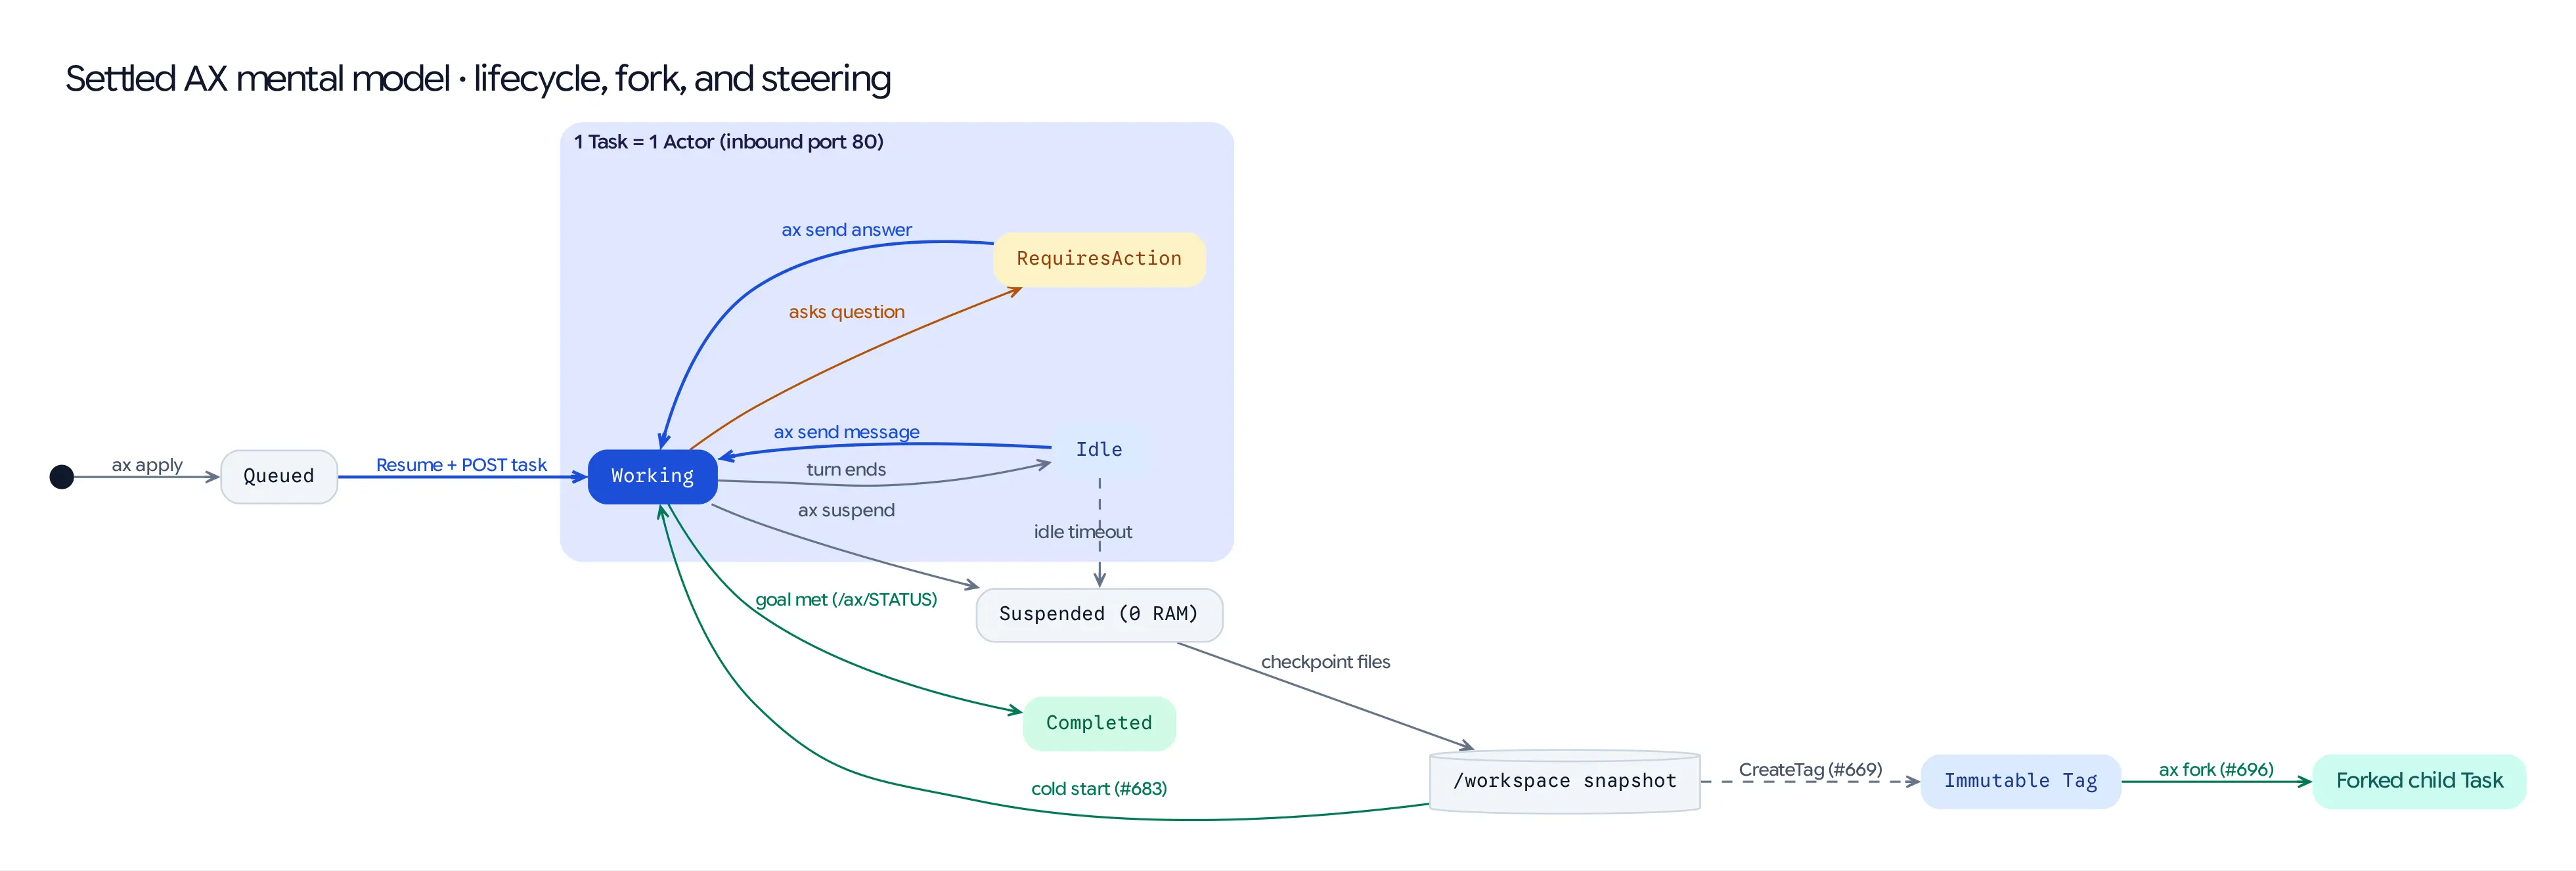 Settled AX mental model · lifecycle, fork, and steering
1 Task = 1 Actor (inbound port 80)
ax send answer
RequiresAction
asks question
ax send message
Idle
ax apply
Queued
Resume + POST task
Working
turn ends
ax suspend
idle timeout
goal met (/ax/STATUS)
Suspended (0 RAM)
checkpoint files
Completed
cold start (#683)
/workspace snapshot
CreateTag (#669)
Immutable Tag
ax fork (#696)
Forked child Task